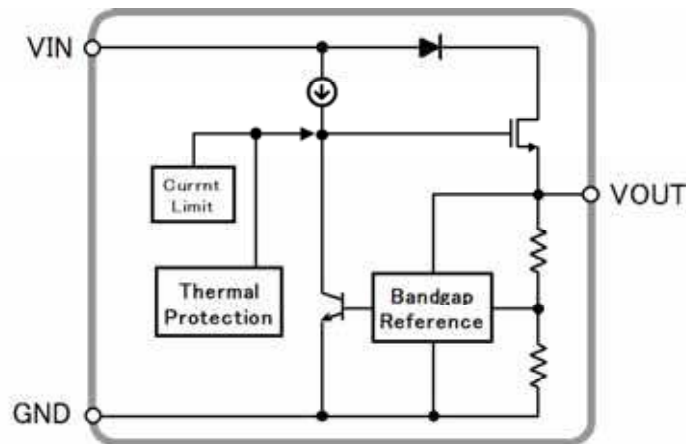 VIN
Currnt
Limit
VOUT
Thermal
Protection
Bandgap
Reference
GND